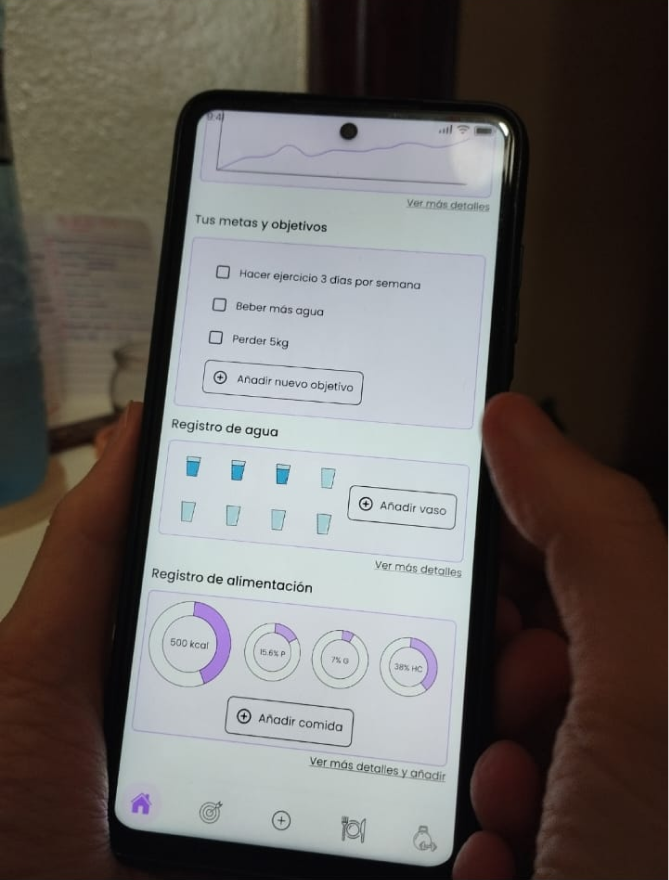 9:41
Ver más detalles
Tus metas y objetivos
Hacer ejercicio 3 días por semana
Beber más agua
Perder 5kg
Añadir nuevo objetivo
Registro de agua
Añadir vaso
Ver más detalles
Registro de alimentación
500 kcal
15.6% P
7% G
38% HC
Añadir comida
Ver más detalles y añadir